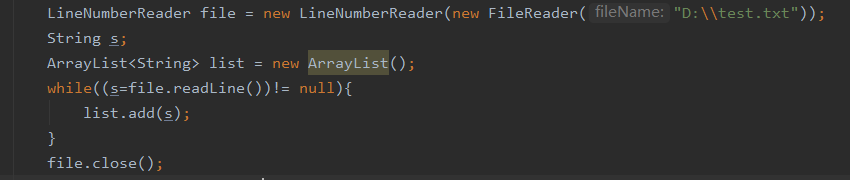 LineNumberReader file = new LineNumberReader(new FileReader( fileName: "D:\\test.txt"));
String s;
ArrayList<String> list = new ArrayList();
while((s=file.readLine())!= null){
list.add(s);
}
file.close();